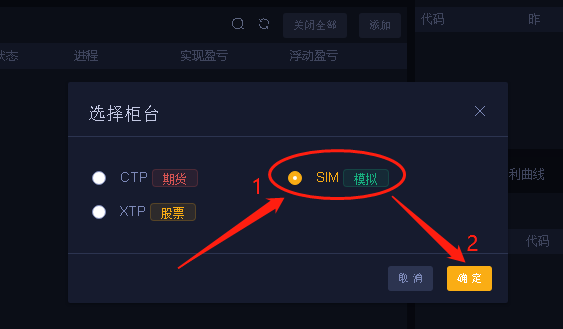 代码 昨
关闭全部 添加
状态 进程 实现盈亏 浮动盈亏
选择柜台
CTP 期货 SIM 模拟
利曲线
1
XTP 股票
2 代码
取消 确定